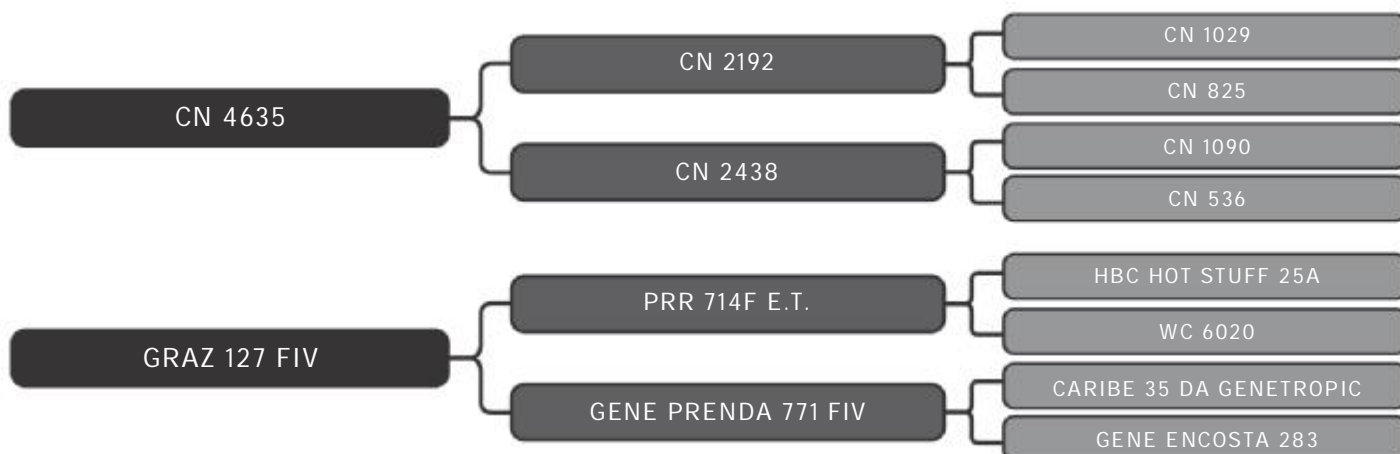 CN 4635
CN 2192
CN 1029
CN 825
CN 2438
CN 1090
CN 536
GRAZ 127 FIV
PRR 714F E.T.
HBC HOT STUFF 25A
WC 6020
GENE PRENDA 771 FIV
CARIBE 35 DA GENETROPIC
GENE ENCOSTA 283